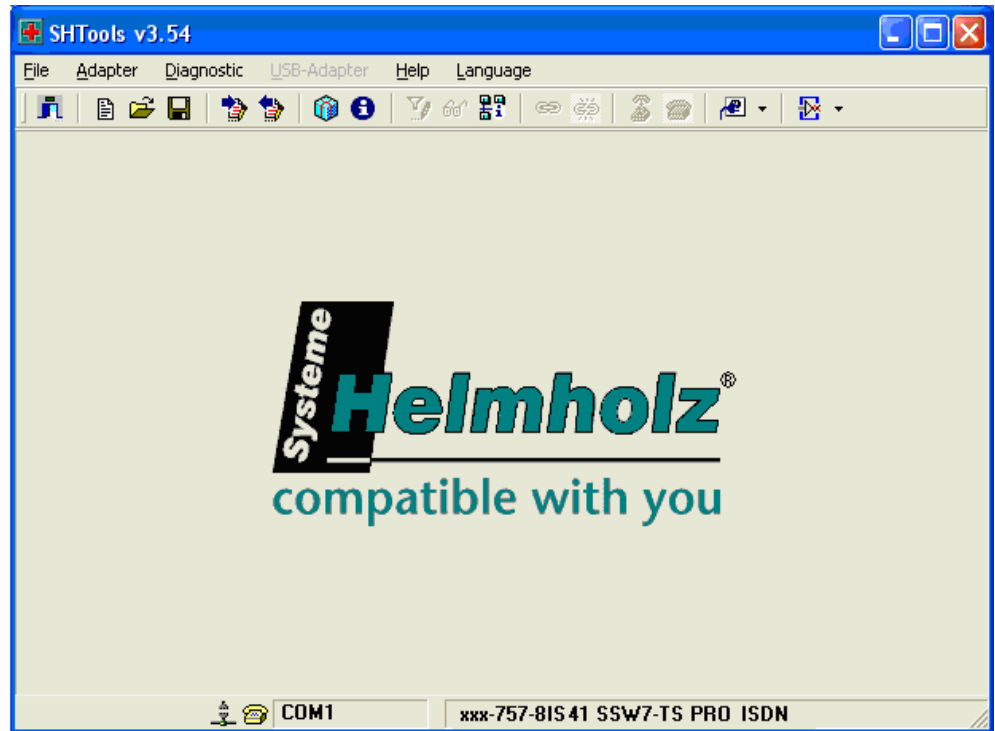 SHTools v3.54
File Adapter Diagnostic USB-Adapter Help Language
Systeme
Helmholz®
compatible with you
COM1 xxx-757-8IS41 SSW7-TS PRO ISDN